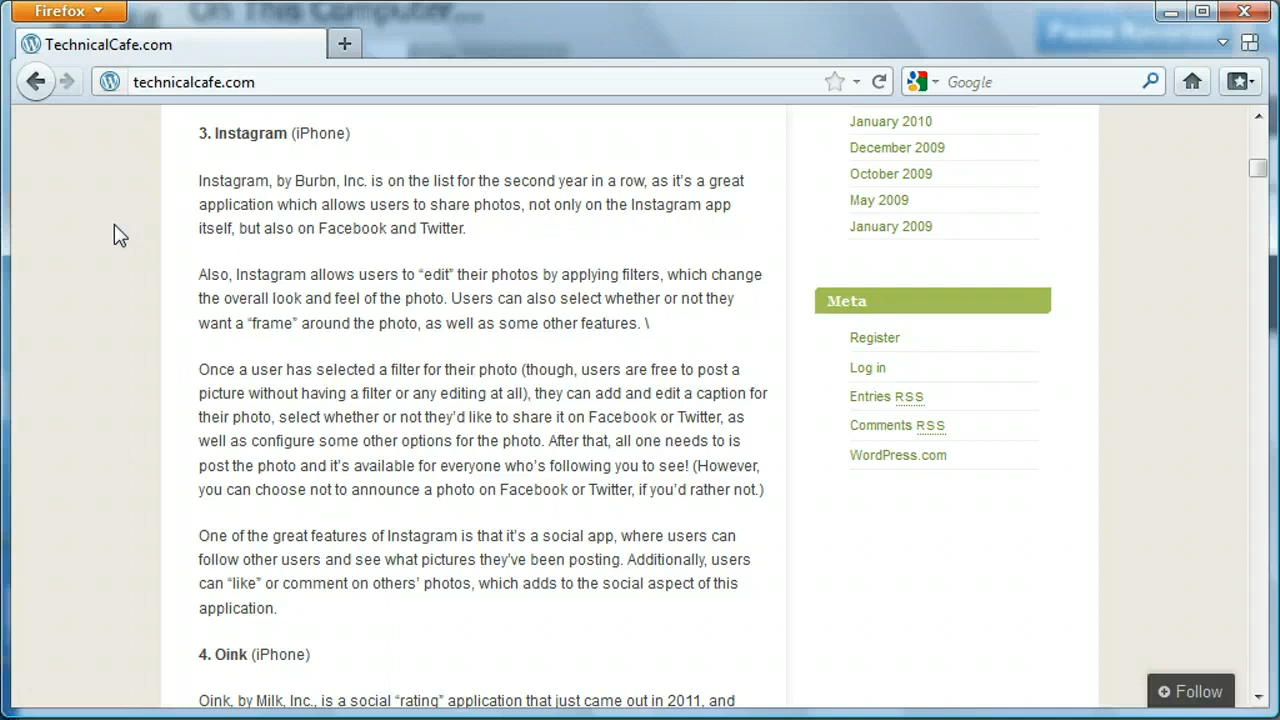 On This Computer...
Firefox
TechnicalCafe.com
technicalcafe.com
Google
3. Instagram (iPhone)
Instagram, by Burbn, Inc. is on the list for the second year in a row, as it’s a great
application which allows users to share photos, not only on the Instagram app
itself, but also on Facebook and Twitter.
Also, Instagram allows users to “edit” their photos by applying filters, which change
the overall look and feel of the photo. Users can also select whether or not they
want a “frame” around the photo, as well as some other features. \
Once a user has selected a filter for their photo (though, users are free to post a
picture without having a filter or any editing at all), they can add and edit a caption for
their photo, select whether or not they’d like to share it on Facebook or Twitter, as
well as configure some other options for the photo. After that, all one needs to is
post the photo and it’s available for everyone who’s following you to see! (However,
you can choose not to announce a photo on Facebook or Twitter, if you’d rather not.)
One of the great features of Instagram is that it’s a social app, where users can
follow other users and see what pictures they’ve been posting. Additionally, users
can “like” or comment on others’ photos, which adds to the social aspect of this
application.
4. Oink (iPhone)
Oink, by Milk, Inc., is a social “rating” application that just came out in 2011, and
January 2010
December 2009
October 2009
May 2009
January 2009
Meta
Register
Log in
Entries RSS
Comments RSS
WordPress.com
Follow